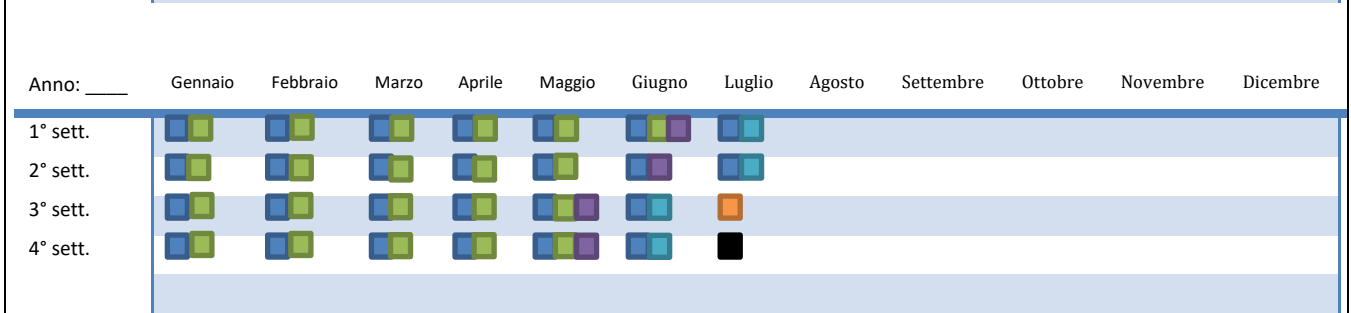 Anno: ____ Gennaio Febbraio Marzo Aprile Maggio Giugno Luglio Agosto Settembre Ottobre Novembre Dicembre
1° sett.
2° sett.
3° sett.
4° sett.